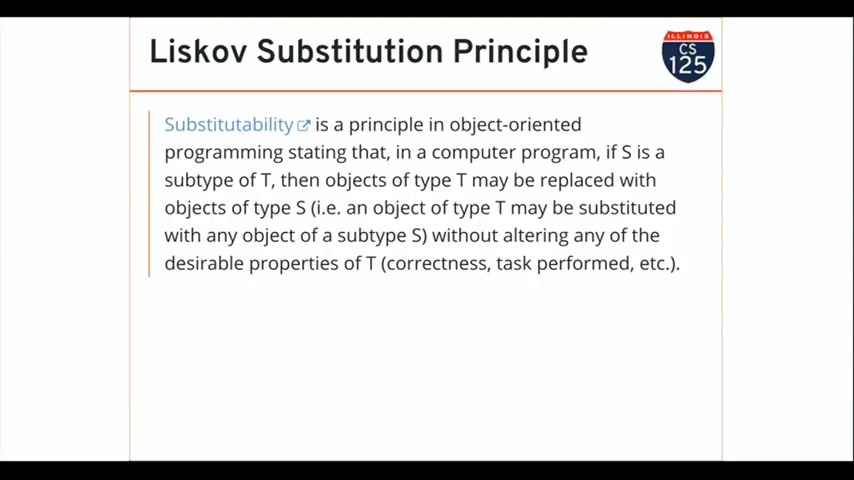 Liskov Substitution Principle
ILLINOIS
CS
125
Substitutability is a principle in object-oriented
programming stating that, in a computer program, if S is a
subtype of T, then objects of type T may be replaced with
objects of type S (i.e. an object of type T may be substituted
with any object of a subtype S) without altering any of the
desirable properties of T (correctness, task performed, etc.).